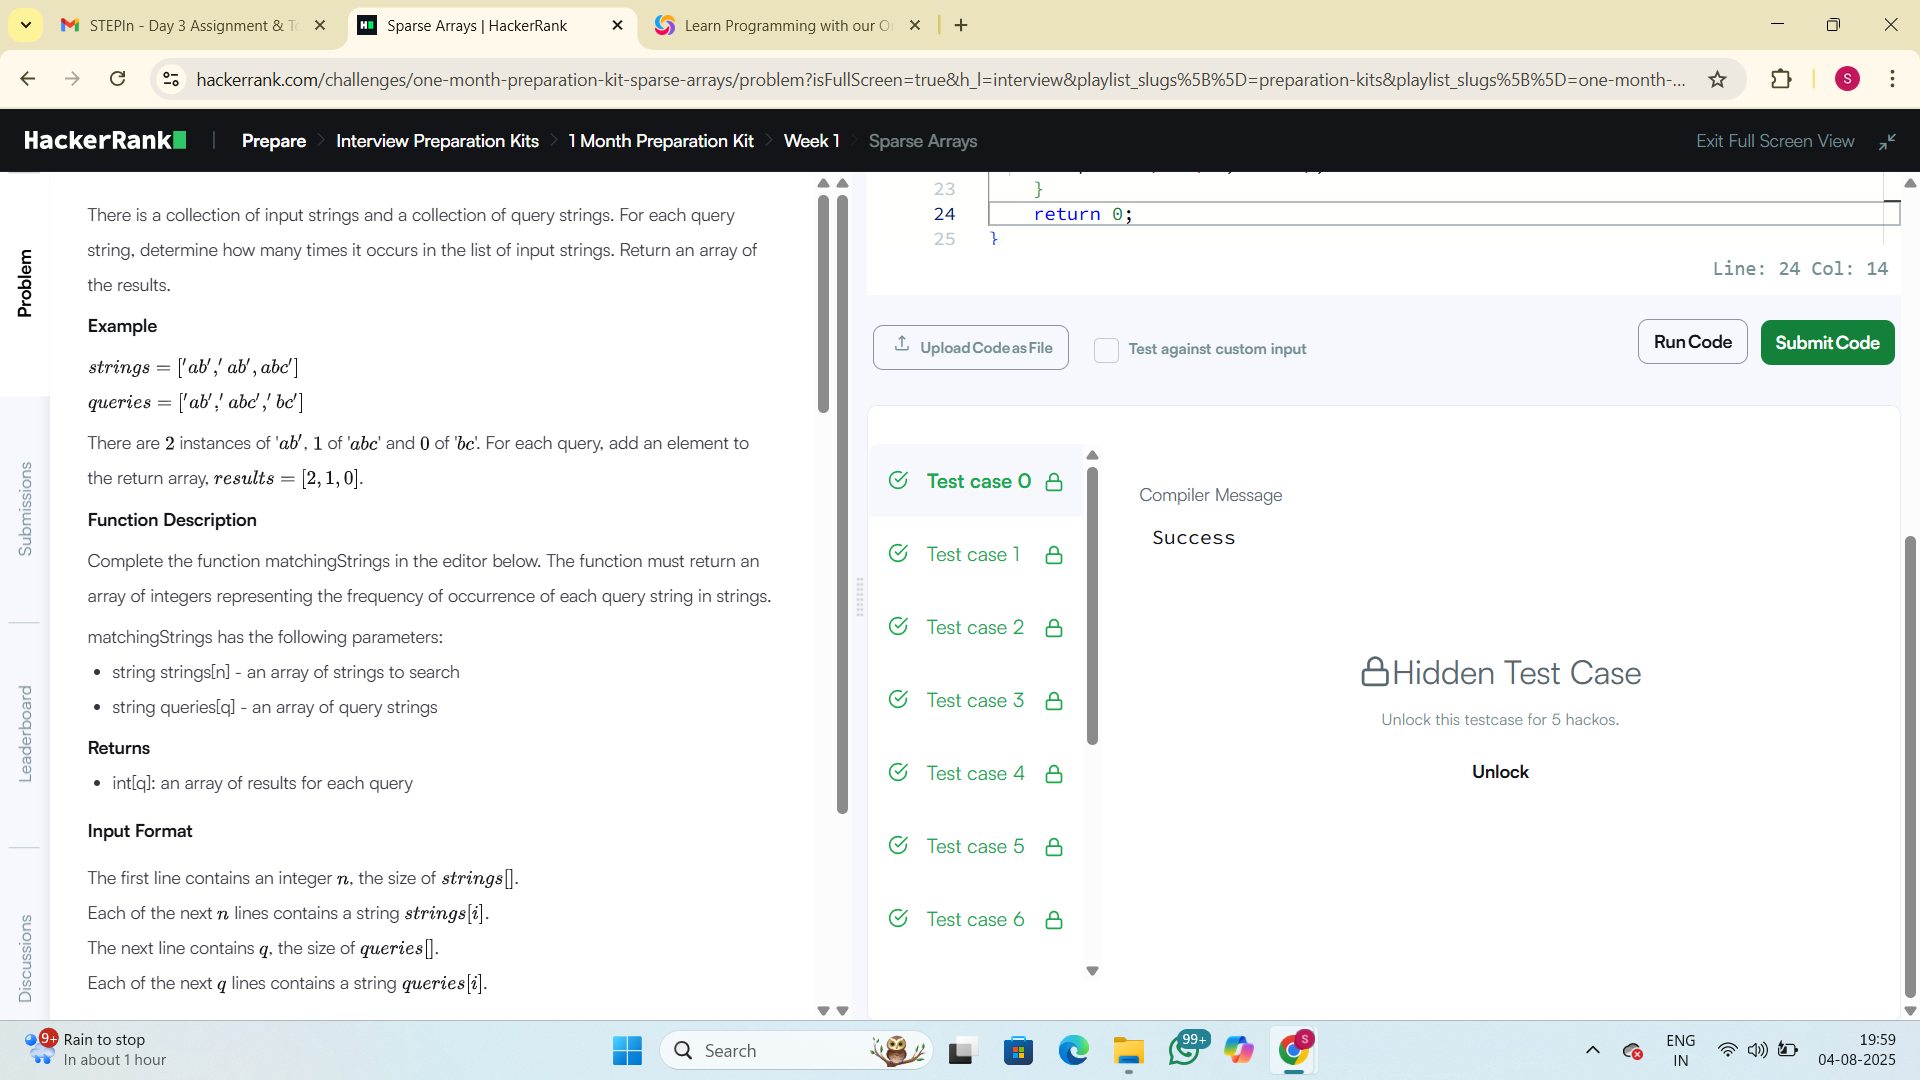 STEPIn - Day 3 Assignment & To
Sparse Arrays | HackerRank
Learn Programming with our On
hackerrank.com/challenges/one-month-preparation-kit-sparse-arrays/problem?isFullScreen=true&h_l=interview&playlist_slugs%5B%5D=preparation-kits&playlist_slugs%5B%5D=one-month-...
S
HackerRank
Prepare
Interview Preparation Kits
1 Month Preparation Kit
Week 1
Sparse Arrays
Exit Full Screen View
Problem
Submissions
Leaderboard
Discussions
There is a collection of input strings and a collection of query strings. For each query
string, determine how many times it occurs in the list of input strings. Return an array of
the results.
Example
strings = ['ab',' ab', abc']
queries = ['ab',' abc',' bc']
There are 2 instances of 'ab', 1 of 'abc' and 0 of 'bc'. For each query, add an element to
the return array, results = [2, 1, 0].
Function Description
Complete the function matchingStrings in the editor below. The function must return an
array of integers representing the frequency of occurrence of each query string in strings.
matchingStrings has the following parameters:
• string strings[n] - an array of strings to search
• string queries[q] - an array of query strings
Returns
• int[q]: an array of results for each query
Input Format
The first line contains an integer n, the size of strings[].
Each of the next n lines contains a string strings[i].
The next line contains q, the size of queries[].
Each of the next q lines contains a string queries[i].
23 }
24 return 0;
25 }
Line: 24 Col: 14
Upload Code as File
Test against custom input
Run Code
Submit Code
Test case 0
Test case 1
Test case 2
Test case 3
Test case 4
Test case 5
Test case 6
Compiler Message
Success
Hidden Test Case
Unlock this testcase for 5 hackos.
Unlock
9+
Rain to stop
In about 1 hour
Search
99+
S
ENG
IN
19:59
04-08-2025